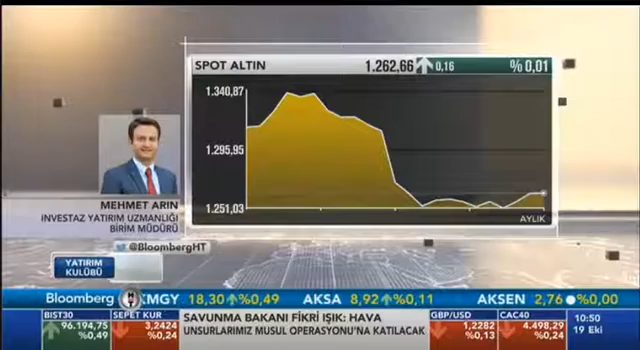 SPOT ALTIN 1.262,66 0,16 %0,01
1.340,87
1.295,95
1.251,03
AYLIK
MEHMET ARIN
INVESTAZ YATIRIM UZMANLIĞI
BİRİM MÜDÜRÜ
@BloombergHT
YATIRIM
KULÜBÜ
Bloomberg KMGY 18,30 %0,49 AKSA 8,92 %0,11 AKSEN 2,76 %0,00
BIST30
96.194,75
%0,49
SEPET KUR
3,2424
%0,24
SAVUNMA BAKANI FİKRİ IŞIK: HAVA
UNSURLARIMIZ MUSUL OPERASYONU'NA KATILACAK
GBP/USD
1,2282
%0,13
CAC40
4.498,29
%0,24
10:50
19 Eki